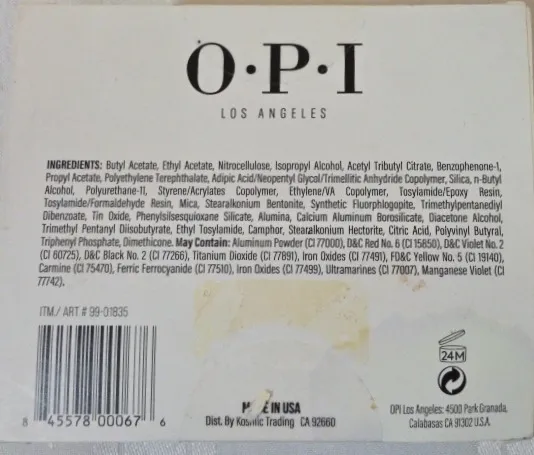 O·P·I
LOS ANGELES
INGREDIENTS: Butyl Acetate, Ethyl Acetate, Nitrocellulose, Isopropyl Alcohol, Acetyl Tributyl Citrate, Benzophenone-1,
Propyl Acetate, Polyethylene Terephthalate, Adipic Acid/Neopentyl Glycol/Trimellitic Anhydride Copolymer, Silica, n-Butyl
Alcohol, Polyurethane-11, Styrene/Acrylates Copolymer, Ethylene/VA Copolymer, Tosylamide/Epoxy Resin,
Tosylamide/Formaldehyde Resin, Mica, Stearalkonium Bentonite, Synthetic Fluorphlogopite, Trimethylpentanediyl
Dibenzoate, Tin Oxide, Phenylsilsesquioxane Silicate, Alumina, Calcium Aluminum Borosilicate, Diacetone Alcohol,
Trimethyl Pentanyl Diisobutyrate, Ethyl Tosylamide, Camphor, Stearalkonium Hectorite, Citric Acid, Polyvinyl Butyral,
Triphenyl Phosphate, Dimethicone. May Contain: Aluminum Powder (CI 77000), D&C Red No. 6 (CI 15850), D&C Violet No. 2
(CI 60725), D&C Black No. 2 (CI 77266), Titanium Dioxide (CI 77891), Iron Oxides (CI 77491), FD&C Yellow No. 5 (CI 19140),
Carmine (CI 75470), Ferric Ferrocyanide (CI 77510), Iron Oxides (CI 77499), Ultramarines (CI 77007), Manganese Violet (CI
77742).
ITM./ ART # 99-01835
8 45578 00067 6
IN USA
Dist. By Kosmic Trading CA 92660
24M
OPI Los Angeles: 4500 Park Granada,
Calabasas CA 91302 U.S.A.